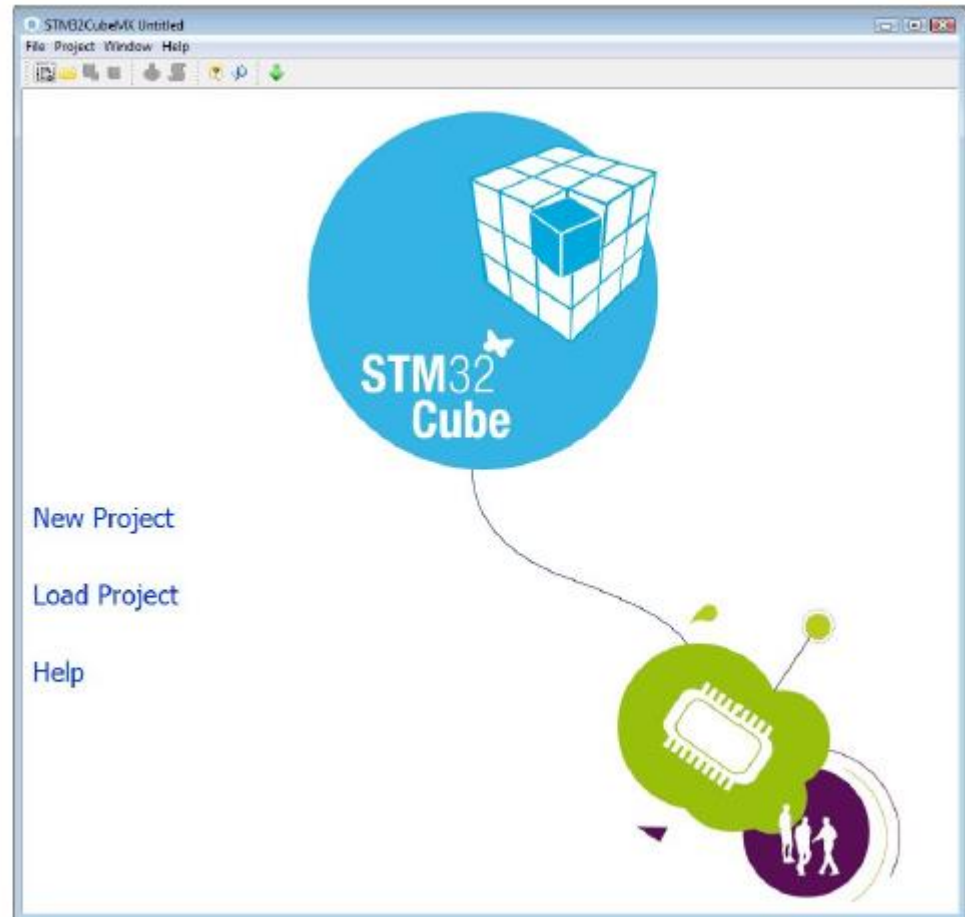 STM32CubeMX Untitled
File Project Window Help
STM32
Cube
New Project
Load Project
Help